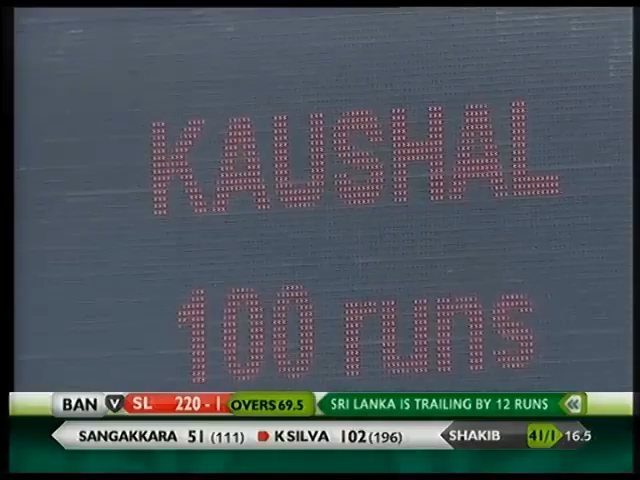 KAUSHAL
100 runs
BAN V SL 220-1 OVERS 69.5 SRI LANKA IS TRAILING BY 12 RUNS
SANGAKKARA 51 (111) K SILVA 102 (196) SHAKIB 41/1 16.5